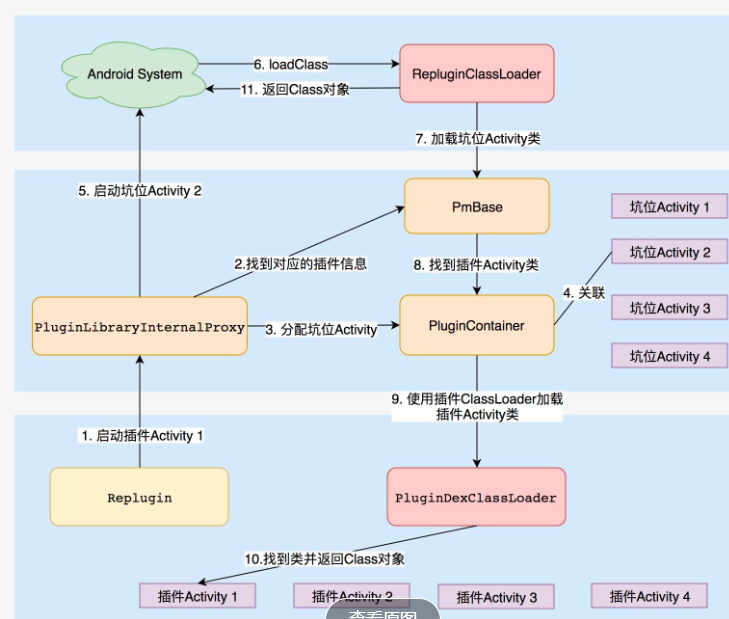 Android System
6. loadClass
RepluginClassLoader
11. 返回Class对象
7. 加载坑位Activity类
5. 启动坑位Activity 2
PmBase
坑位Activity 1
2.找到对应的插件信息
8. 找到插件Activity类
坑位Activity 2
4. 关联
PluginLibraryInternalProxy
3. 分配坑位Activity
PluginContainer
坑位Activity 3
坑位Activity 4
9. 使用插件ClassLoader加载
插件Activity类
1. 启动插件Activity 1
Replugin
PluginDexClassLoader
10.找到类并返回Class对象
插件Activity 1
插件Activity 2
插件Activity 3
插件Activity 4
查看原图